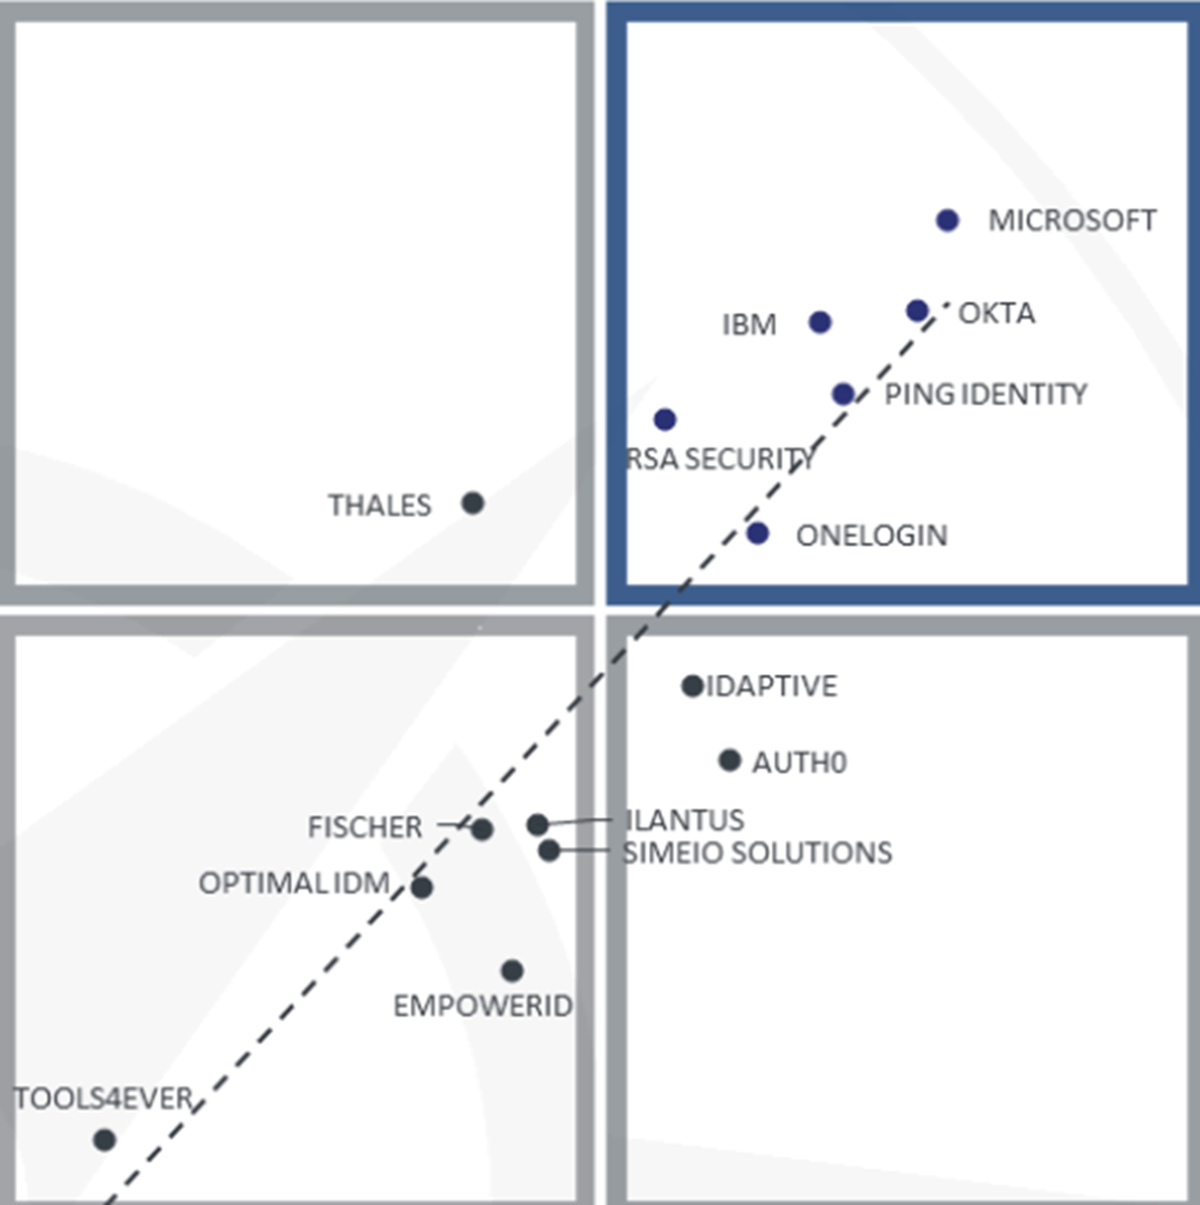 MICROSOFT
IBM
OKTA
PING IDENTITY
RSA SECURITY
THALES
ONELOGIN
IDAPTIVE
AUTH0
FISCHER
ILANTUS
SIMEIO SOLUTIONS
OPTIMAL IDM
EMPOWERID
TOOLS4EVER